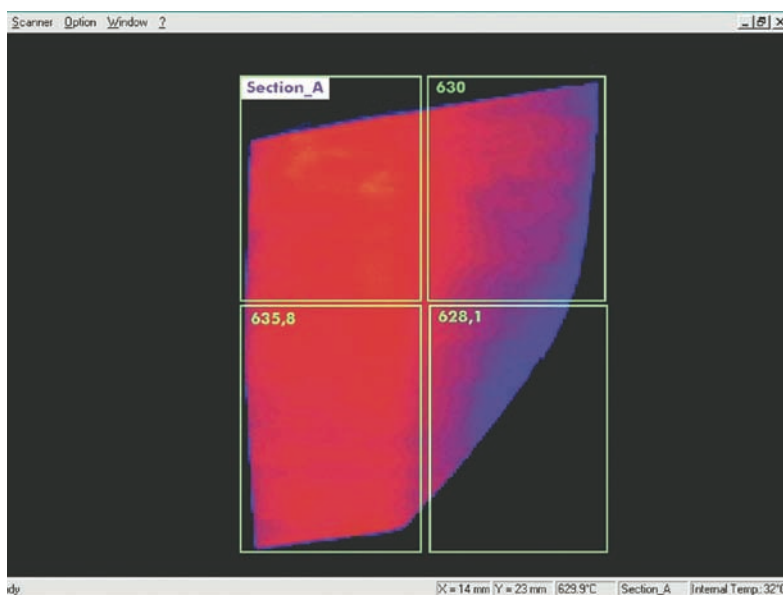 Scanner Option Window ?
Section_A
630
635,8
628,1
dy X = 14 mm Y = 23 mm 629.9°C Section_A Internal Temp.: 32°C